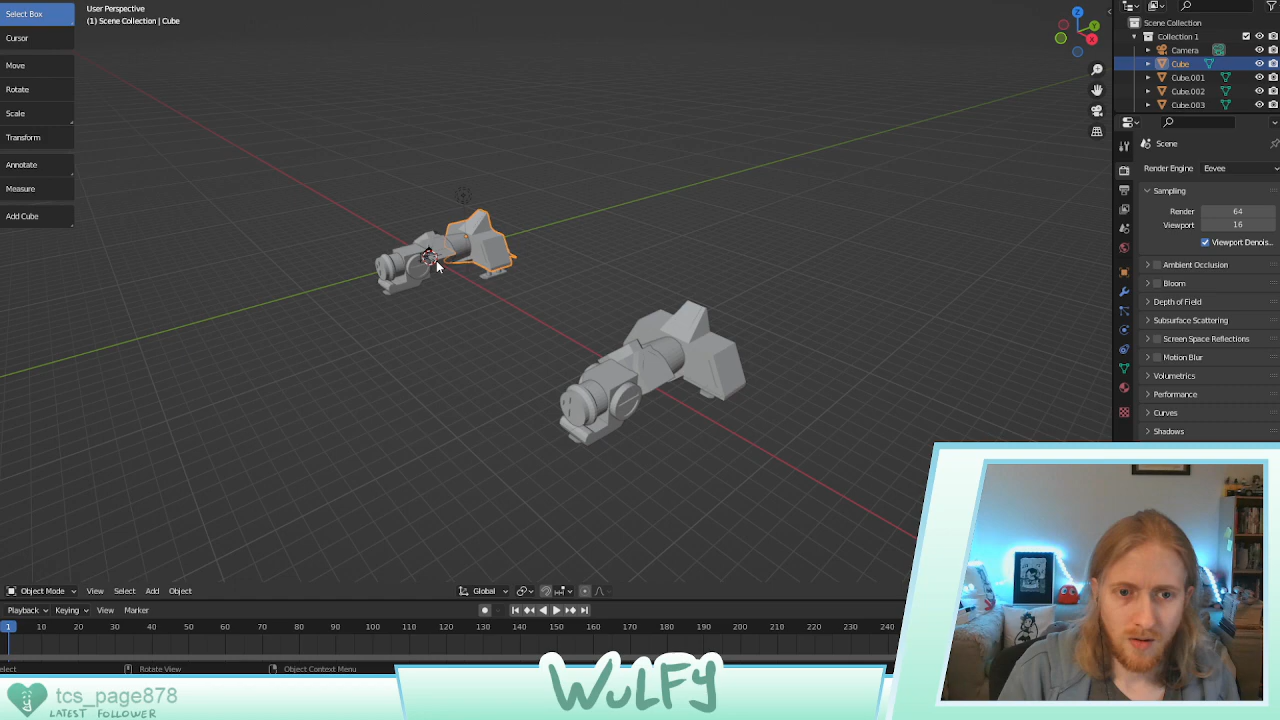 Select Box
Cursor
Move
Rotate
Scale
Transform
Annotate
Measure
Add Cube
User Perspective
(1) Scene Collection | Cube
Z
Y
X
Scene Collection
Collection 1
Camera
Cube
Cube.001
Cube.002
Cube.003
Scene
Render Engine
Eevee
Sampling
Render
64
Viewport
16
Viewport Denois...
Ambient Occlusion
Bloom
Depth of Field
Subsurface Scattering
Screen Space Reflections
Motion Blur
Volumetrics
Performance
Curves
Shadows
Object Mode
View
Select
Add
Object
Global
Playback
Keying
View
Marker
1 10 20 30 40 50 60 70 80 90 100 110 120 130 140 150 160 170 180 190 200 210 220 230 240
elect
Rotate View
Object Context Menu
tcs_page878
LATEST FOLLOWER
WULFY